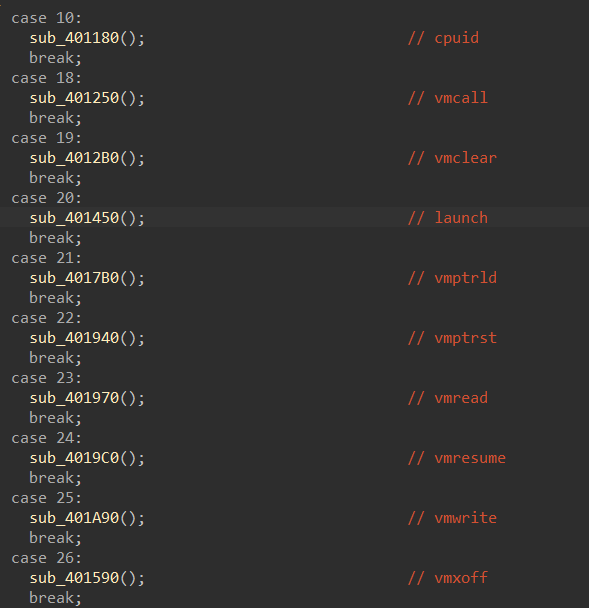 case 10:
sub_401180(); // cpuid
break;
case 18:
sub_401250(); // vmcall
break;
case 19:
sub_4012B0(); // vmclear
break;
case 20:
sub_401450(); // launch
break;
case 21:
sub_4017B0(); // vmptrld
break;
case 22:
sub_401940(); // vmptrst
break;
case 23:
sub_401970(); // vmread
break;
case 24:
sub_4019C0(); // vmresume
break;
case 25:
sub_401A90(); // vmwrite
break;
case 26:
sub_401590(); // vmxoff
break;